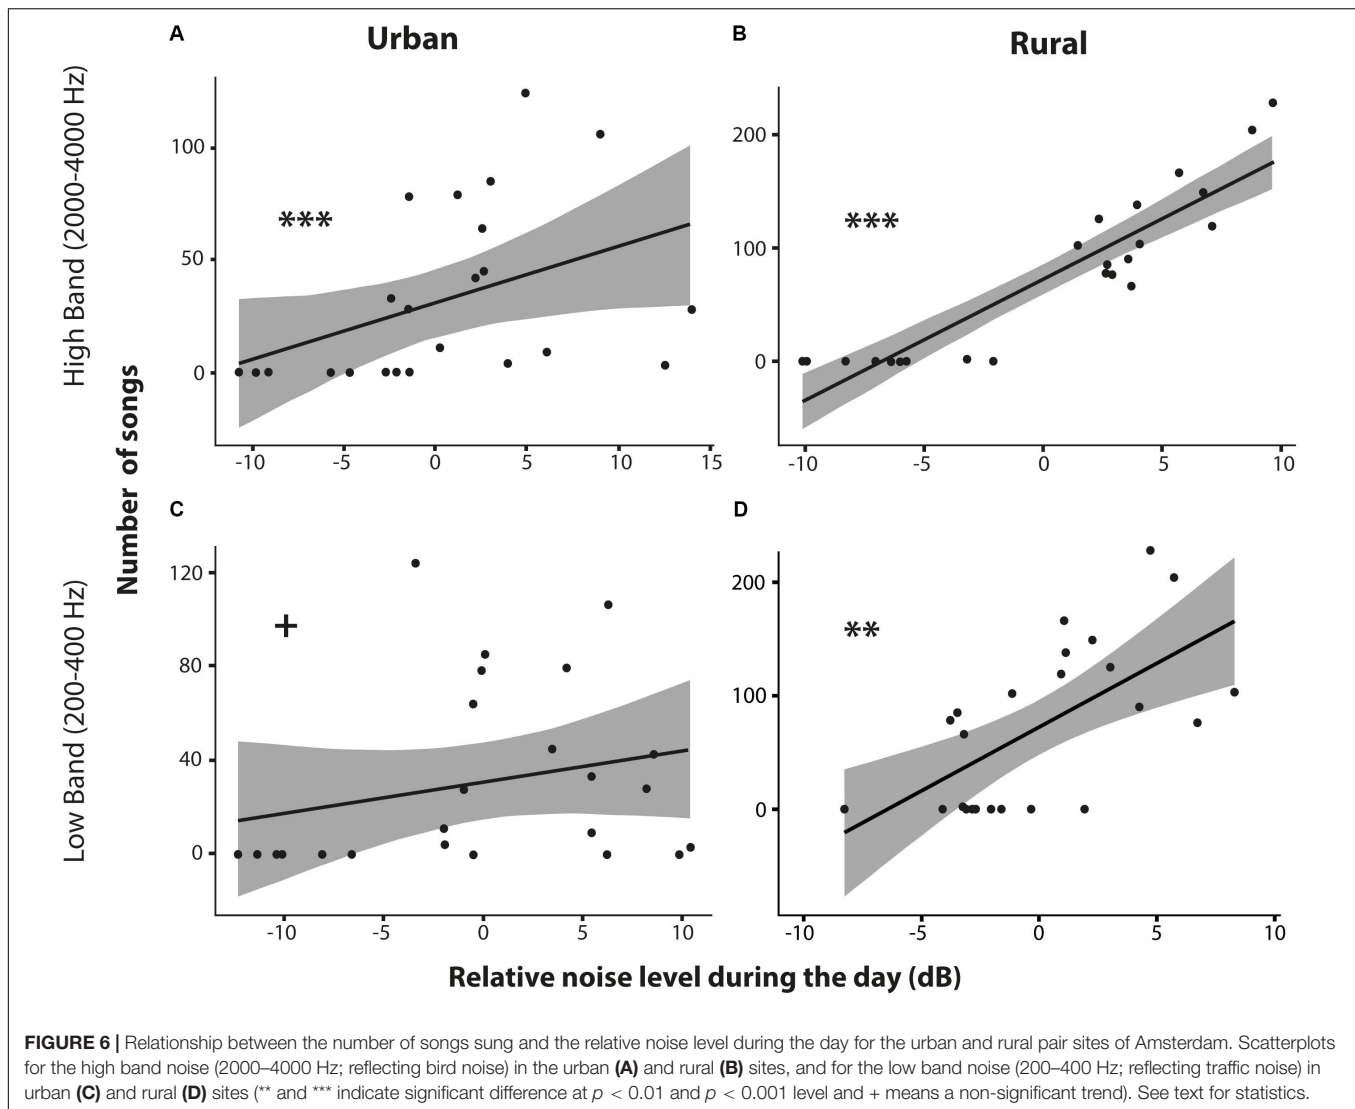 A
Urban
B
Rural
High Band (2000-4000 Hz)
Low Band (200-400 Hz)
Number of songs
100
50
0
***
-10 -5 0 5 10 15
200
100
0
***
-10 -5 0 5 10
C
D
120
80
40
0
+
-10 -5 0 5 10
200
100
0
**
-10 -5 0 5 10
Relative noise level during the day (dB)
FIGURE 6 | Relationship between the number of songs sung and the relative noise level during the day for the urban and rural pair sites of Amsterdam. Scatterplots
for the high band noise (2000–4000 Hz; reflecting bird noise) in the urban (A) and rural (B) sites, and for the low band noise (200–400 Hz; reflecting traffic noise) in
urban (C) and rural (D) sites (** and *** indicate significant difference at p < 0.01 and p < 0.001 level and + means a non-significant trend). See text for statistics.